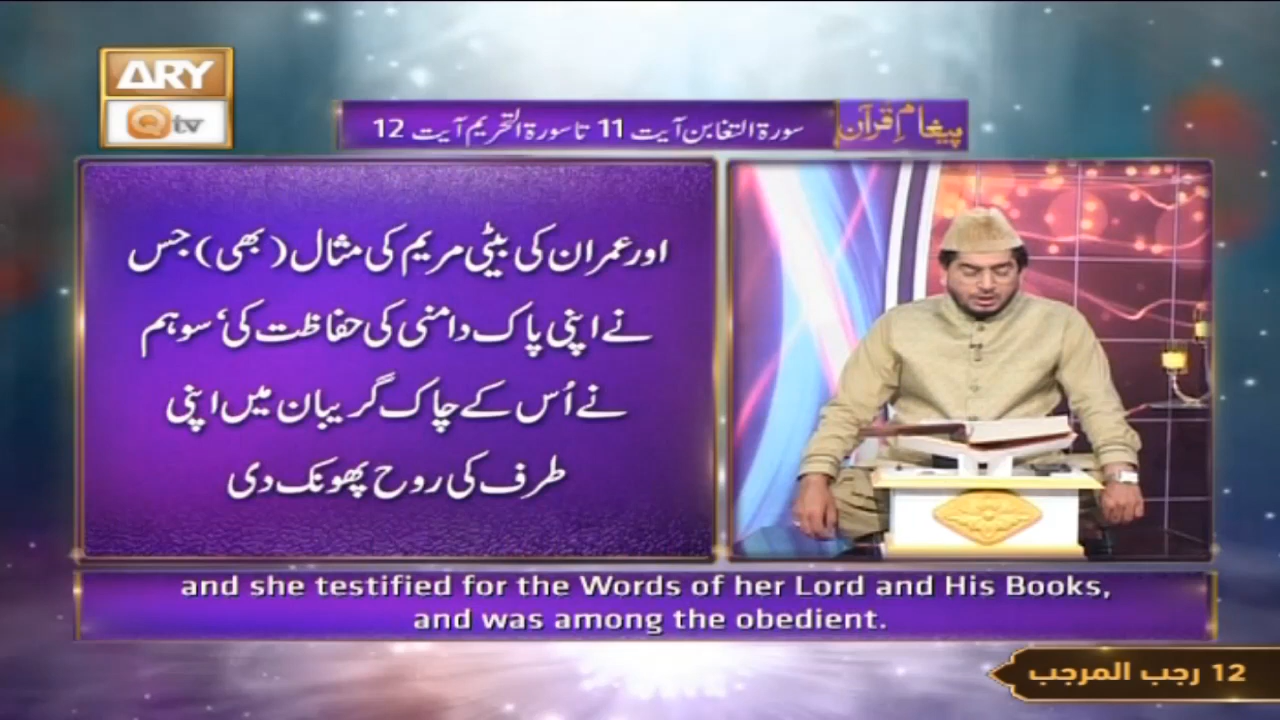 ARY
Qtv
پیغامِ قرآن
سورۃ التغابن آیت 11 تا سورۃ التحریم آیت 12
اور عمران کی بیٹی مریم کی مثال (بھی) جس
نے اپنی پاک دامنی کی حفاظت کی‘ سو ہم
نے اُس کے چاک گریبان میں اپنی
طرف کی روح پھونک دی
and she testified for the Words of her Lord and His Books,
and was among the obedient.
12 رجب المرجب